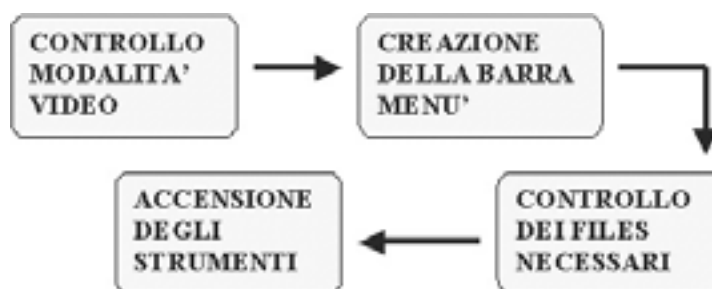 CONTROLLO
MODALITA’
VIDEO
CREAZIONE
DELLA BARRA
MENU’
CONTROLLO
DEI FILES
NECESSARI
ACCENSIONE
DEGLI
STRUMENTI